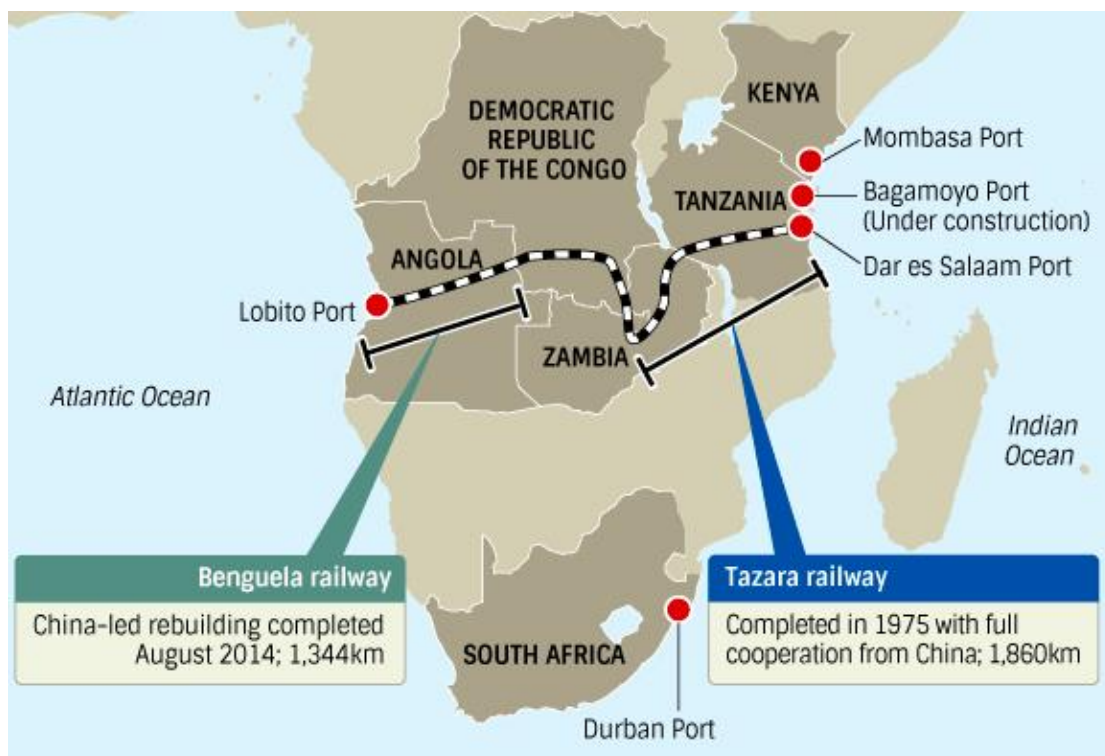 KENYA
DEMOCRATIC
REPUBLIC
OF THE CONGO
Mombasa Port
TANZANIA
Bagamoyo Port
(Under construction)
ANGOLA
Dar es Salaam Port
Lobito Port
ZAMBIA
Atlantic Ocean
Indian
Ocean
Benguela railway
China-led rebuilding completed
August 2014; 1,344km
Tazara railway
Completed in 1975 with full
cooperation from China; 1,860km
SOUTH AFRICA
Durban Port